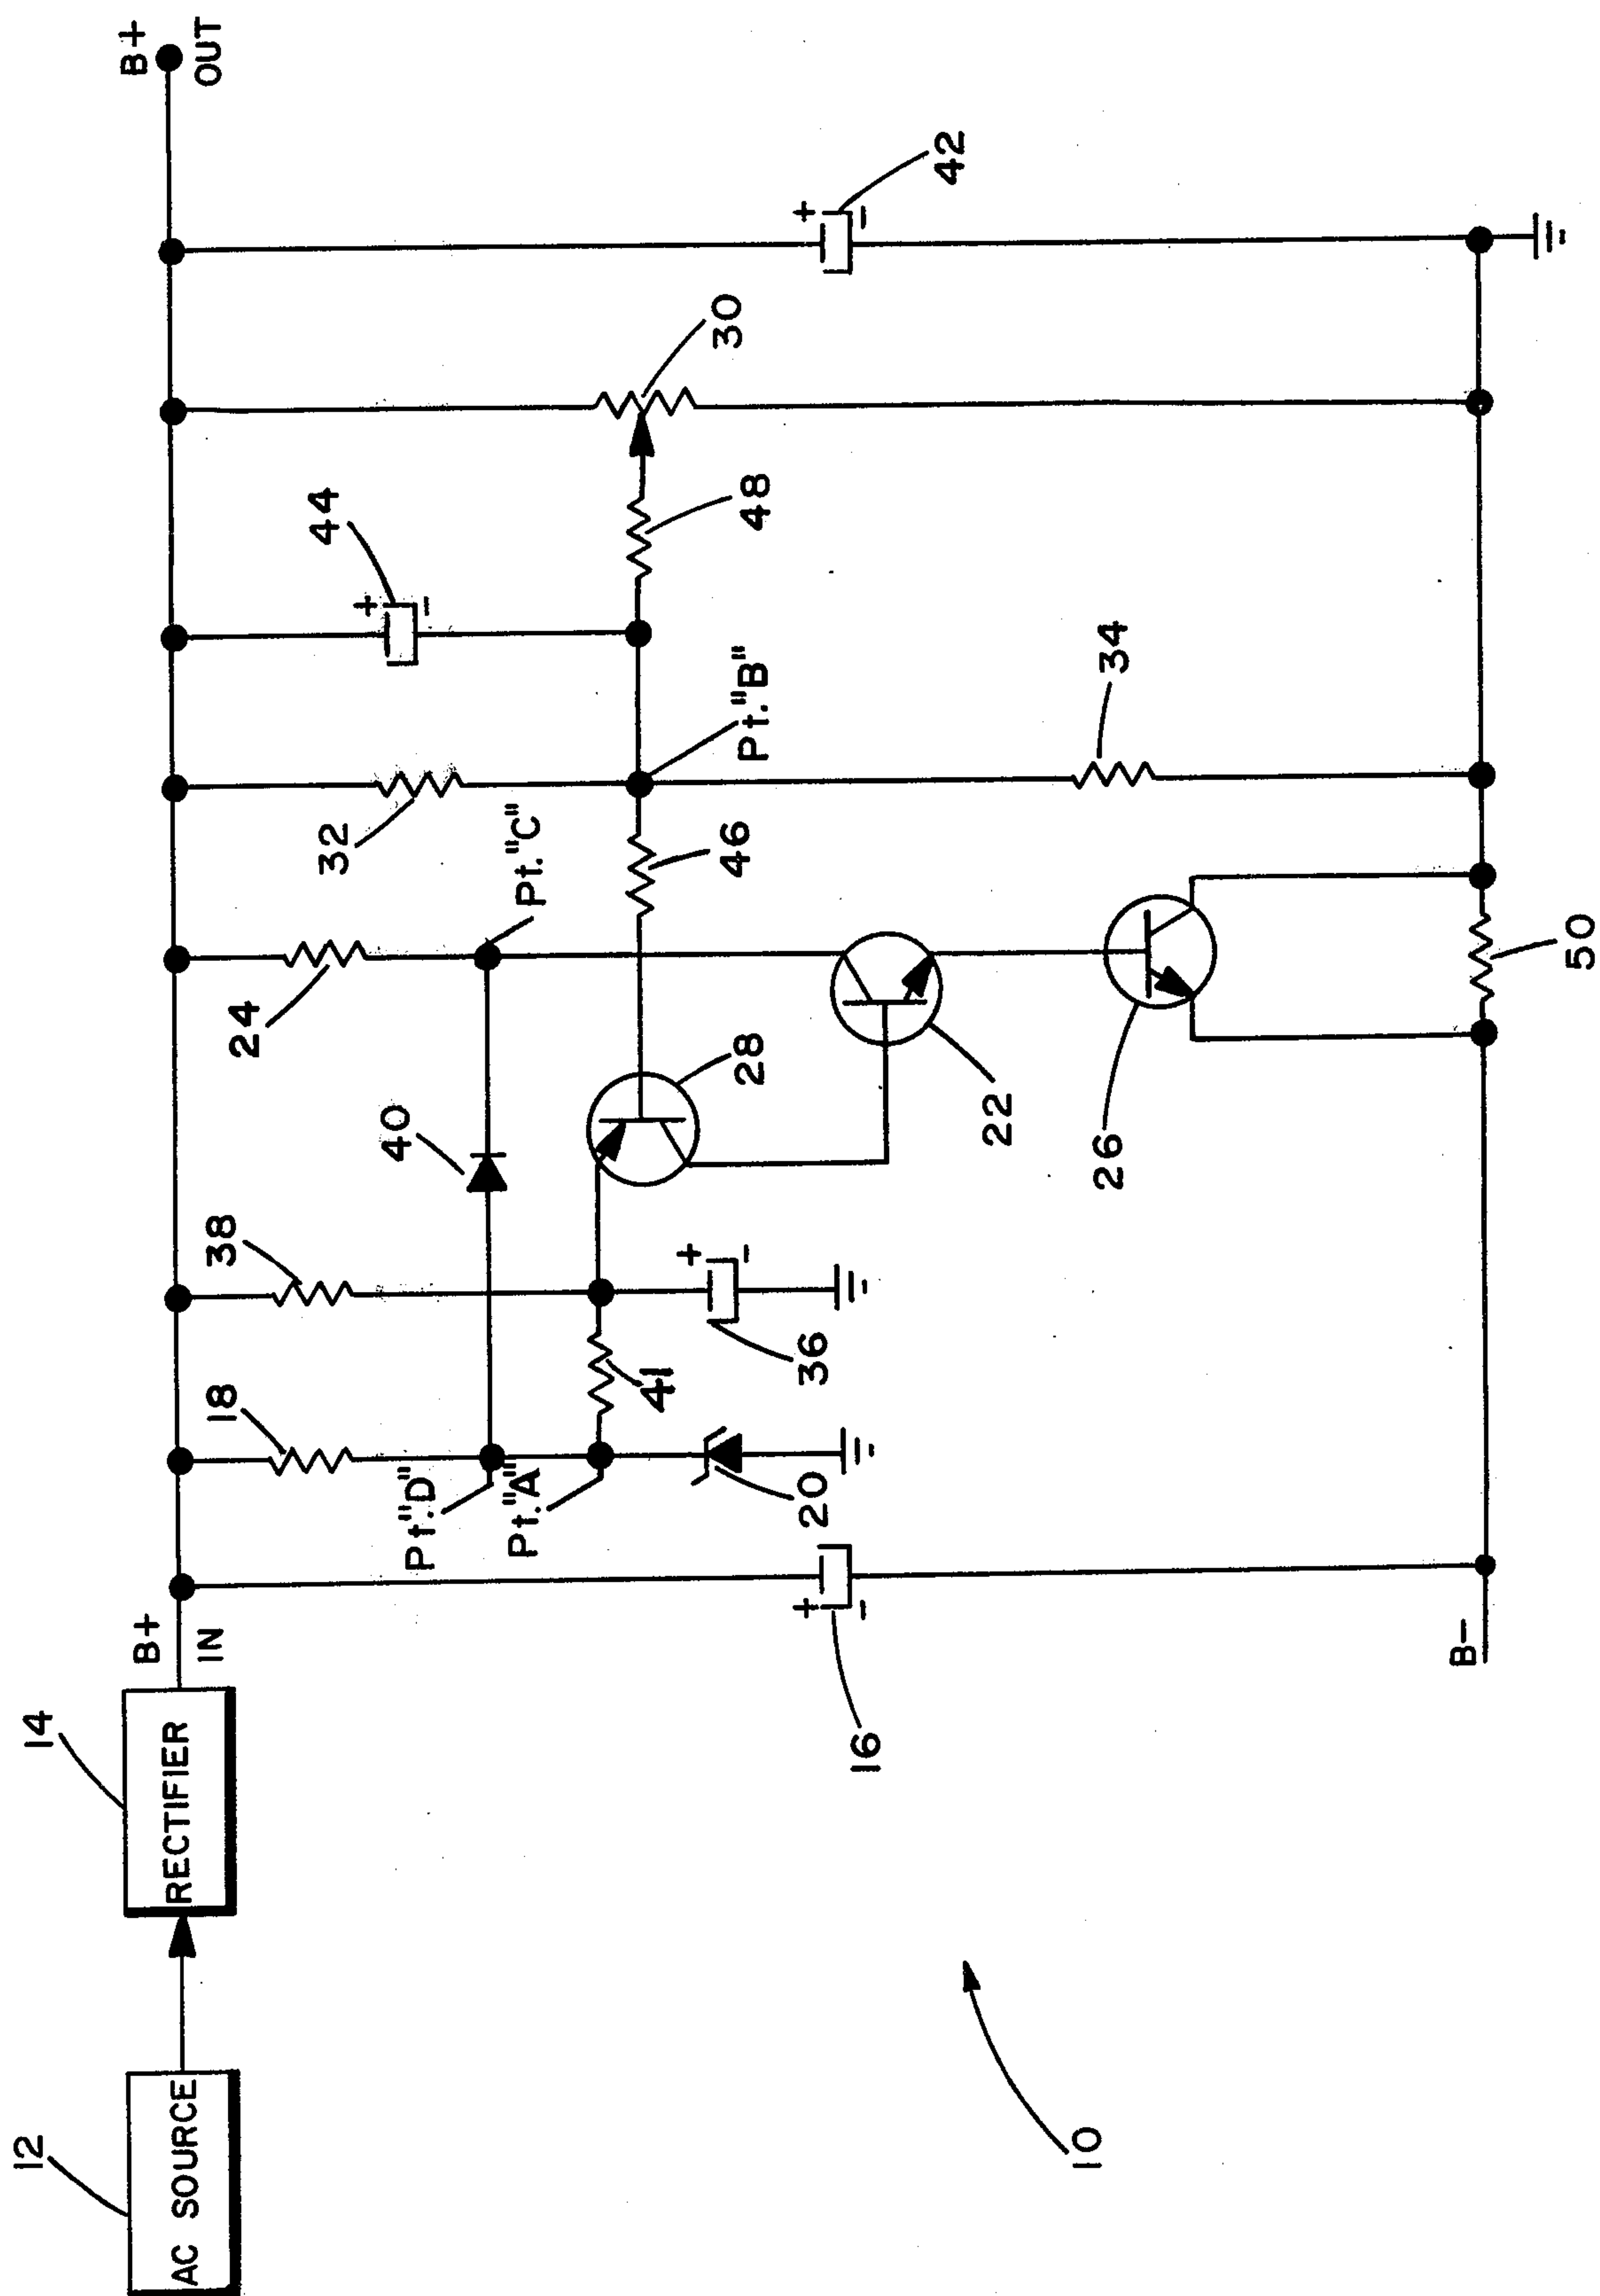 12
AC SOURCE
14
RECTIFIER
B+
IN
B+
OUT
18
38
24
32
44
40
Pt."D"
Pt."A"
Pt."C"
Pt."B"
41
28
46
48
30
+
−
20
36
+
−
16
+
−
22
26
34
+
−
42
+
−
B−
50
10